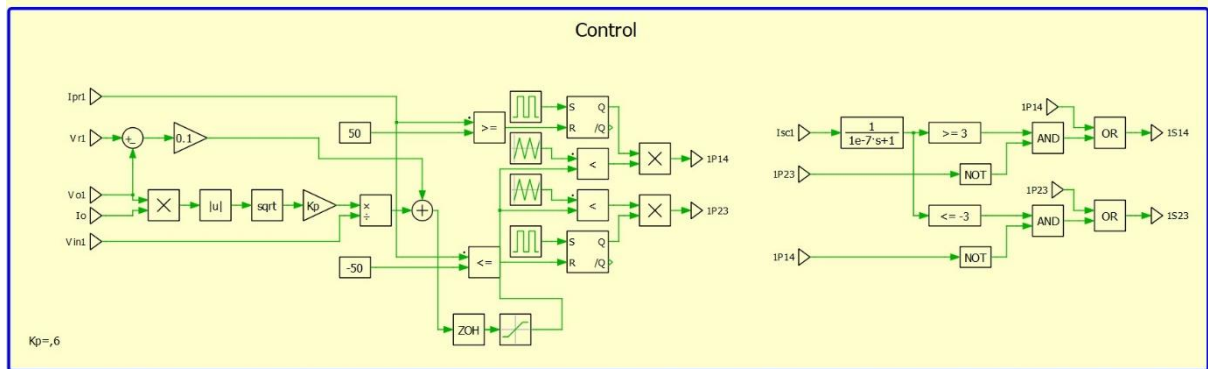 Control
Ipr1
Vr1
+
-
0.1
Vo1
Io
×
|u|
sqrt
Kp
×
÷
+
Vin1
50
>=
S Q
R /Q
<
×
1P14
<
×
1P23
S Q
R /Q
-50
<=
ZOH
Kp=,6
Isc1
1
1e-7·s+1
>= 3
1P14
AND
OR
1S14
1P23
NOT
1P23
<= -3
AND
OR
1S23
1P14
NOT